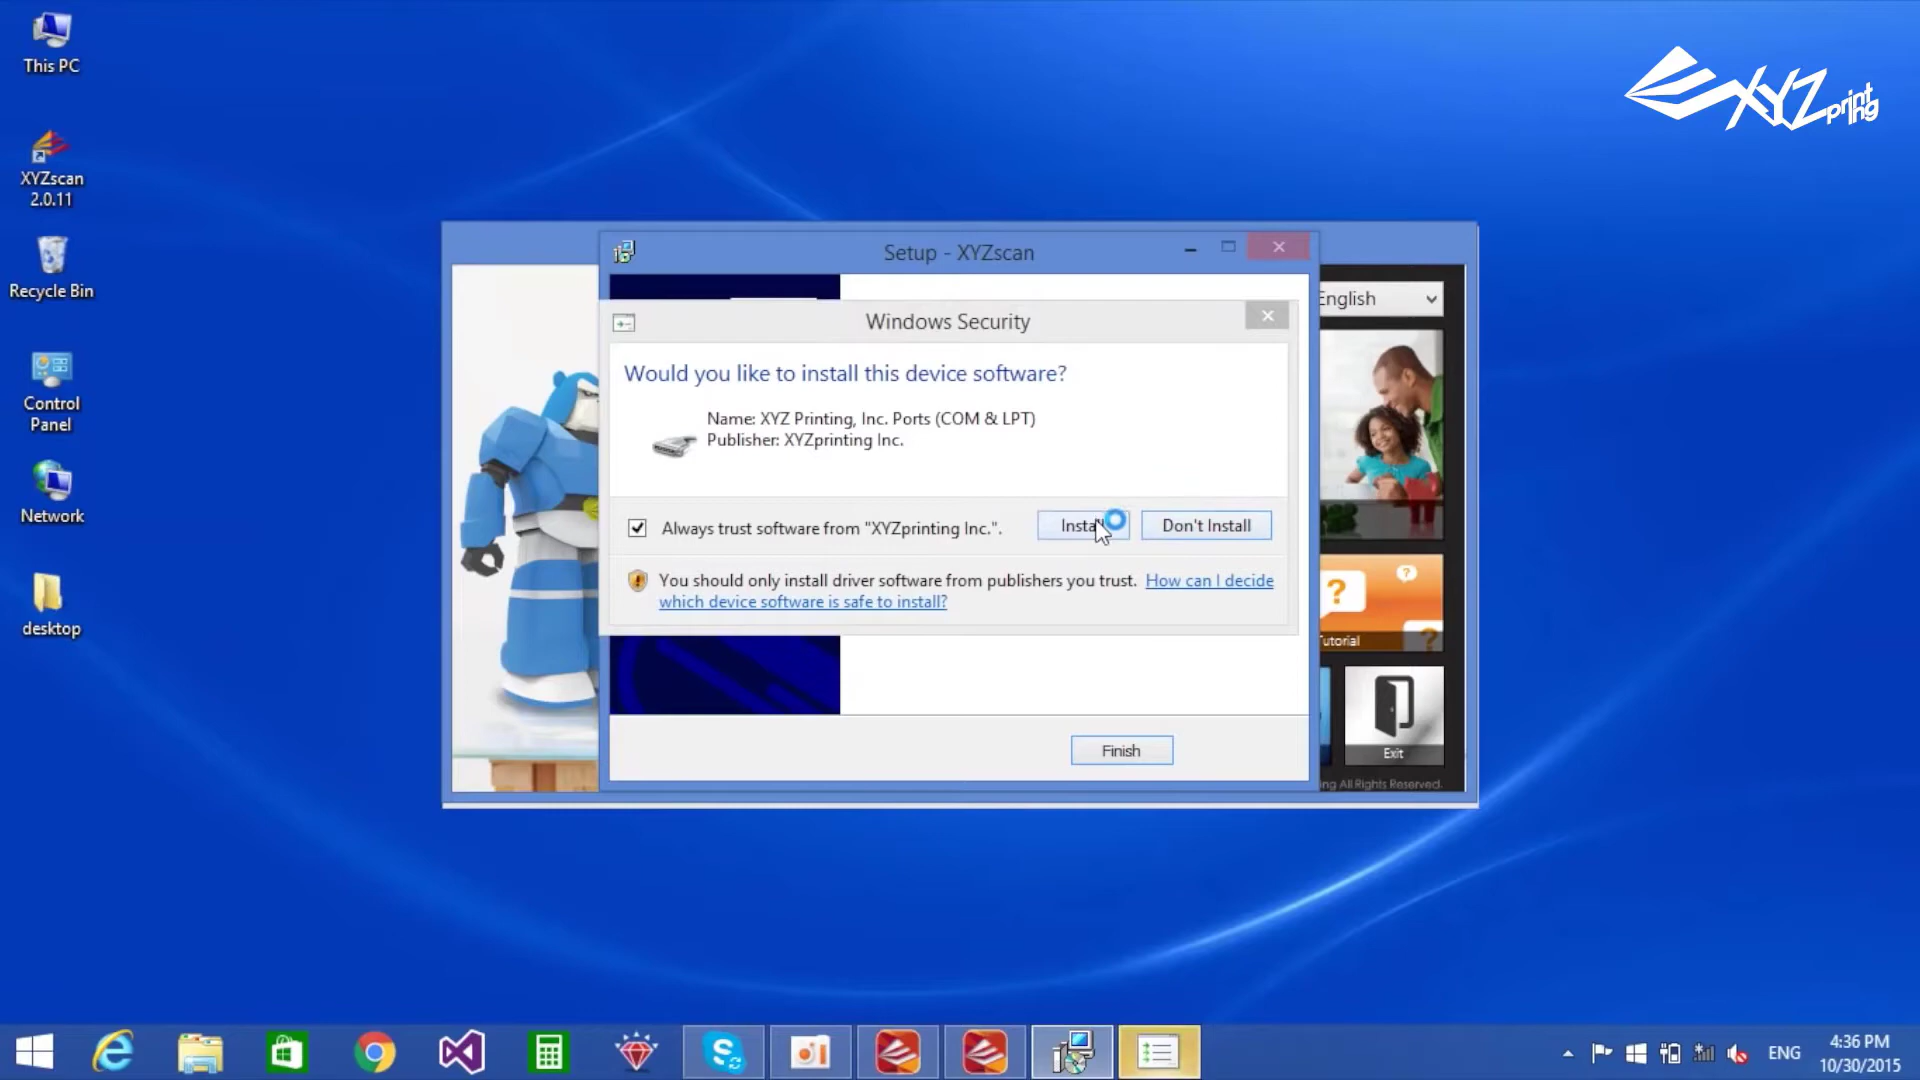 This PC
XYZscan
2.0.11
Recycle Bin
Control
Panel
Network
desktop
XYZprinting
Setup - XYZscan
English
Windows Security
Would you like to install this device software?
Name: XYZ Printing, Inc. Ports (COM & LPT)
Publisher: XYZprinting Inc.
Always trust software from "XYZprinting Inc.".
Install
Don't Install
You should only install driver software from publishers you trust. How can I decide
which device software is safe to install?
Tutorial
Exit
Finish
ing All Rights Reserved.
ENG
4:36 PM
10/30/2015